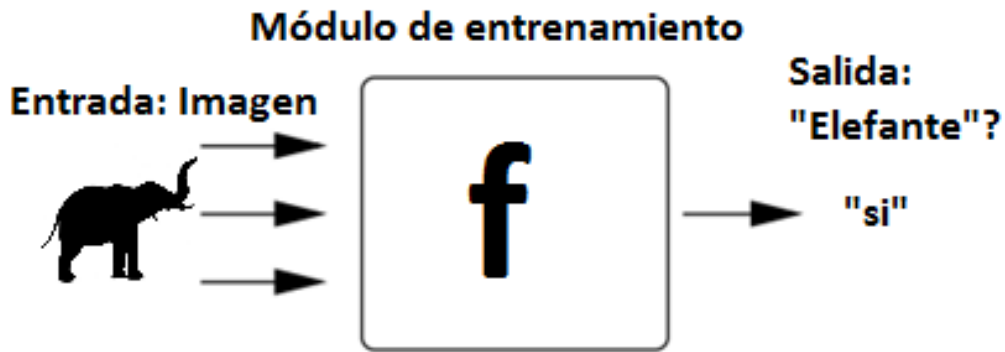 Módulo de entrenamiento
Entrada: Imagen
f
Salida:
"Elefante"?
"si"